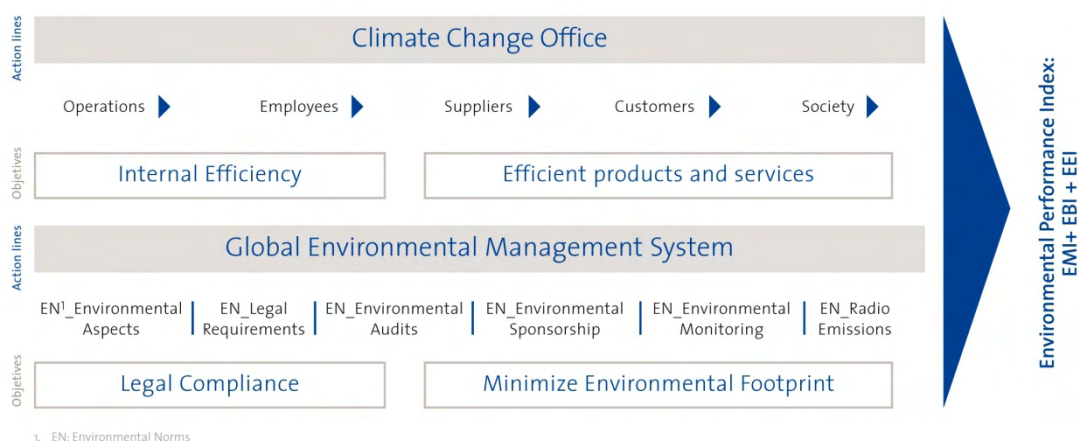 Action lines
Climate Change Office
Operations Employees Suppliers Customers Society
Objetives
Internal Efficiency Efficient products and services
Action lines
Global Environmental Management System
EN¹_Environmental EN_Legal EN_Environmental EN_Environmental EN_Environmental EN_Radio
Aspects Requirements Audits Sponsorship Monitoring Emissions
Objetives
Legal Compliance Minimize Environmental Footprint
Environmental Performance Index:
EMI+ EBI + EEI
1. EN: Environmental Norms